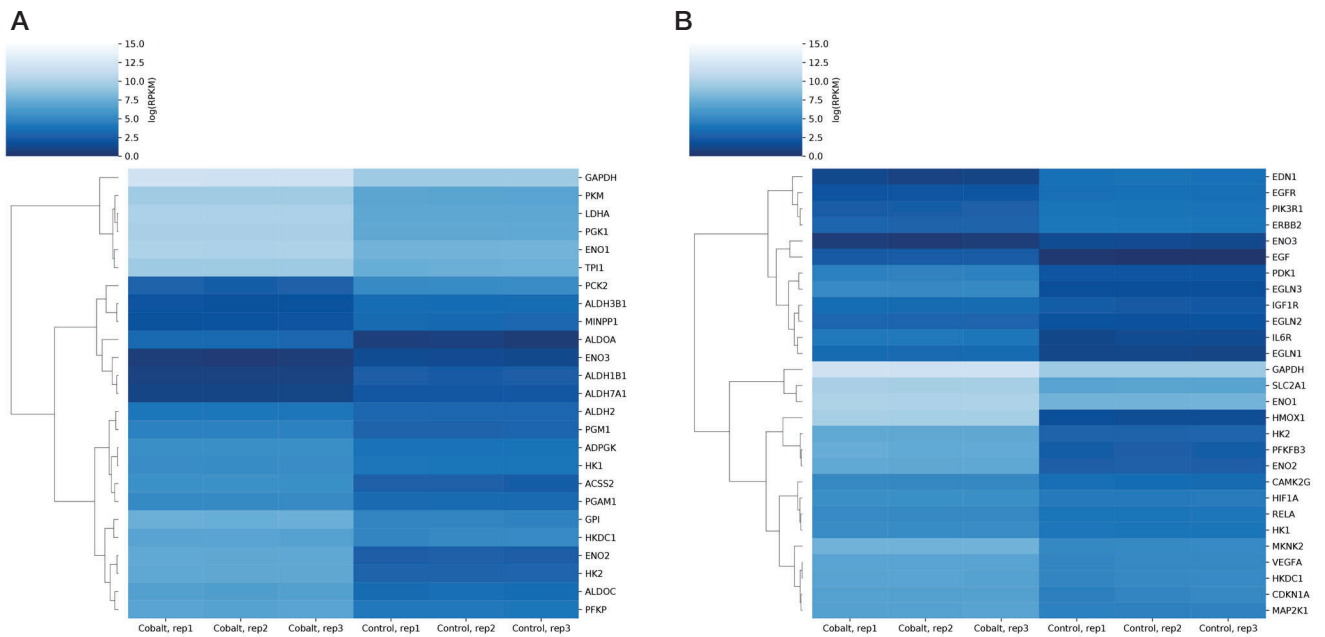 A
15.0
12.5
10.0
7.5
5.0
2.5
0.0
log(RPKM)
GAPDH
PKM
LDHA
PGK1
ENO1
TPI1
PCK2
ALDH3B1
MINPP1
ALDOA
ENO3
ALDH1B1
ALDH7A1
ALDH2
PGM1
ADPGK
HK1
ACSS2
PGAM1
GPI
HKDC1
ENO2
HK2
ALDOC
PFKP
Cobalt, rep1 Cobalt, rep2 Cobalt, rep3 Control, rep1 Control, rep2 Control, rep3
B
15.0
12.5
10.0
7.5
5.0
2.5
0.0
log(RPKM)
EDN1
EGFR
PIK3R1
ERBB2
ENO3
EGF
PDK1
EGLN3
IGF1R
EGLN2
IL6R
EGLN1
GAPDH
SLC2A1
ENO1
HMOX1
HK2
PFKFB3
ENO2
CAMK2G
HIF1A
RELA
HK1
MKNK2
VEGFA
HKDC1
CDKN1A
MAP2K1
Cobalt, rep1 Cobalt, rep2 Cobalt, rep3 Control, rep1 Control, rep2 Control, rep3